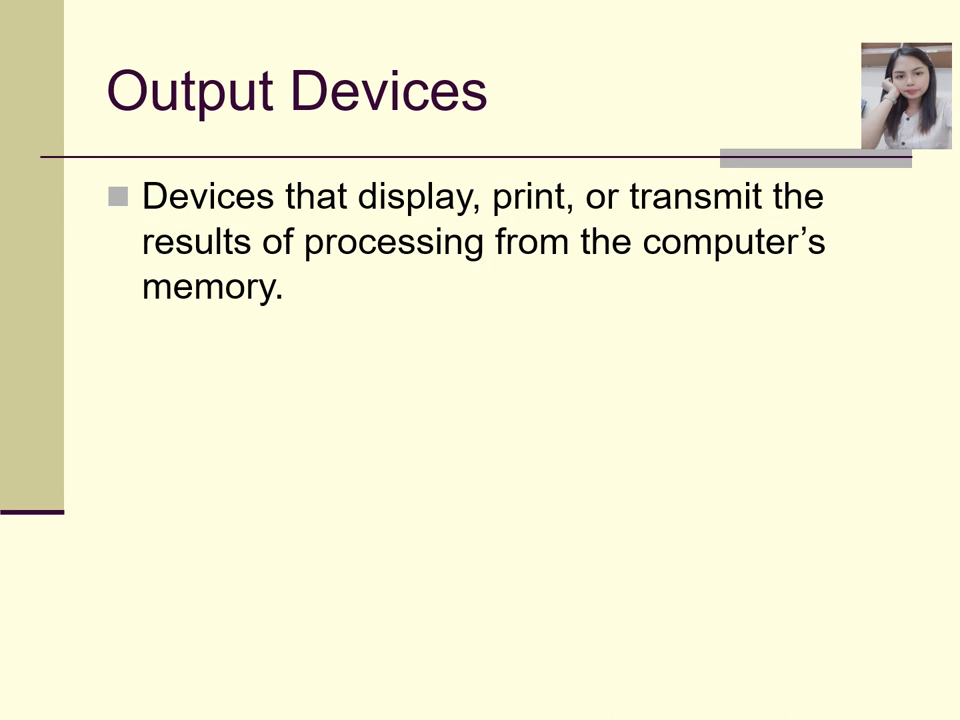 Output Devices
Devices that display, print, or transmit the
results of processing from the computer’s
memory.